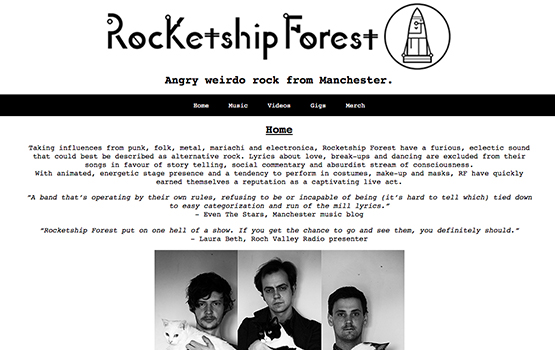 Rocketship Forest
Angry weirdo rock from Manchester.
Home Music Videos Gigs Merch
Home
Taking influences from punk, folk, metal, mariachi and electronica, Rocketship Forest have a furious, eclectic sound
that could best be described as alternative rock. Lyrics about love, break-ups and dancing are excluded from their
songs in favour of story telling, social commentary and absurdist stream of consciousness.
With animated, energetic stage presence and a tendency to perform in costumes, make-up and masks, RF have quickly
earned themselves a reputation as a captivating live act.
"A band that's operating by their own rules, refusing to be or incapable of being (it's hard to tell which) tied down
to easy categorization and run of the mill lyrics."
- Even The Stars, Manchester music blog
"Rocketship Forest put on one hell of a show. If you get the chance to go and see them, you definitely should."
- Laura Beth, Roch Valley Radio presenter